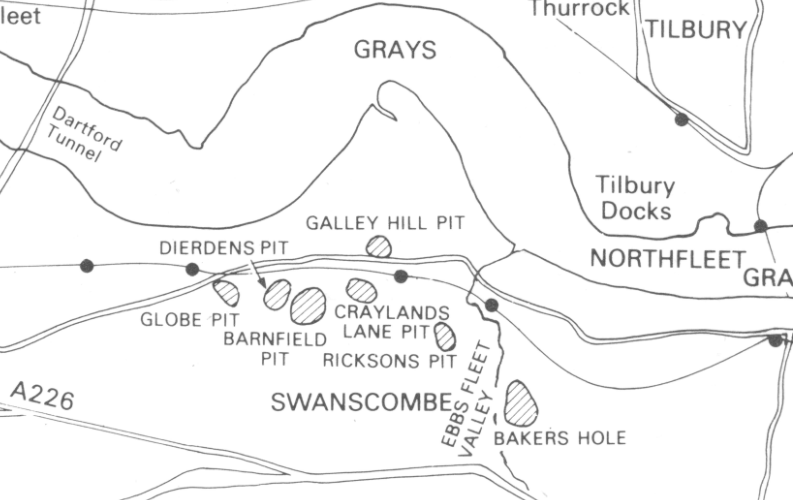 leet
Thurrock
TILBURY
GRAYS
Dartford
Tunnel
Tilbury
Docks
GALLEY HILL PIT
DIERDENS PIT
NORTHFLEET
GRA
GLOBE PIT
CRAYLANDS
LANE PIT
BARNFIELD
PIT
RICKSONS PIT
A226
SWANSCOMBE
EBBS FLEET
VALLEY
BAKERS HOLE